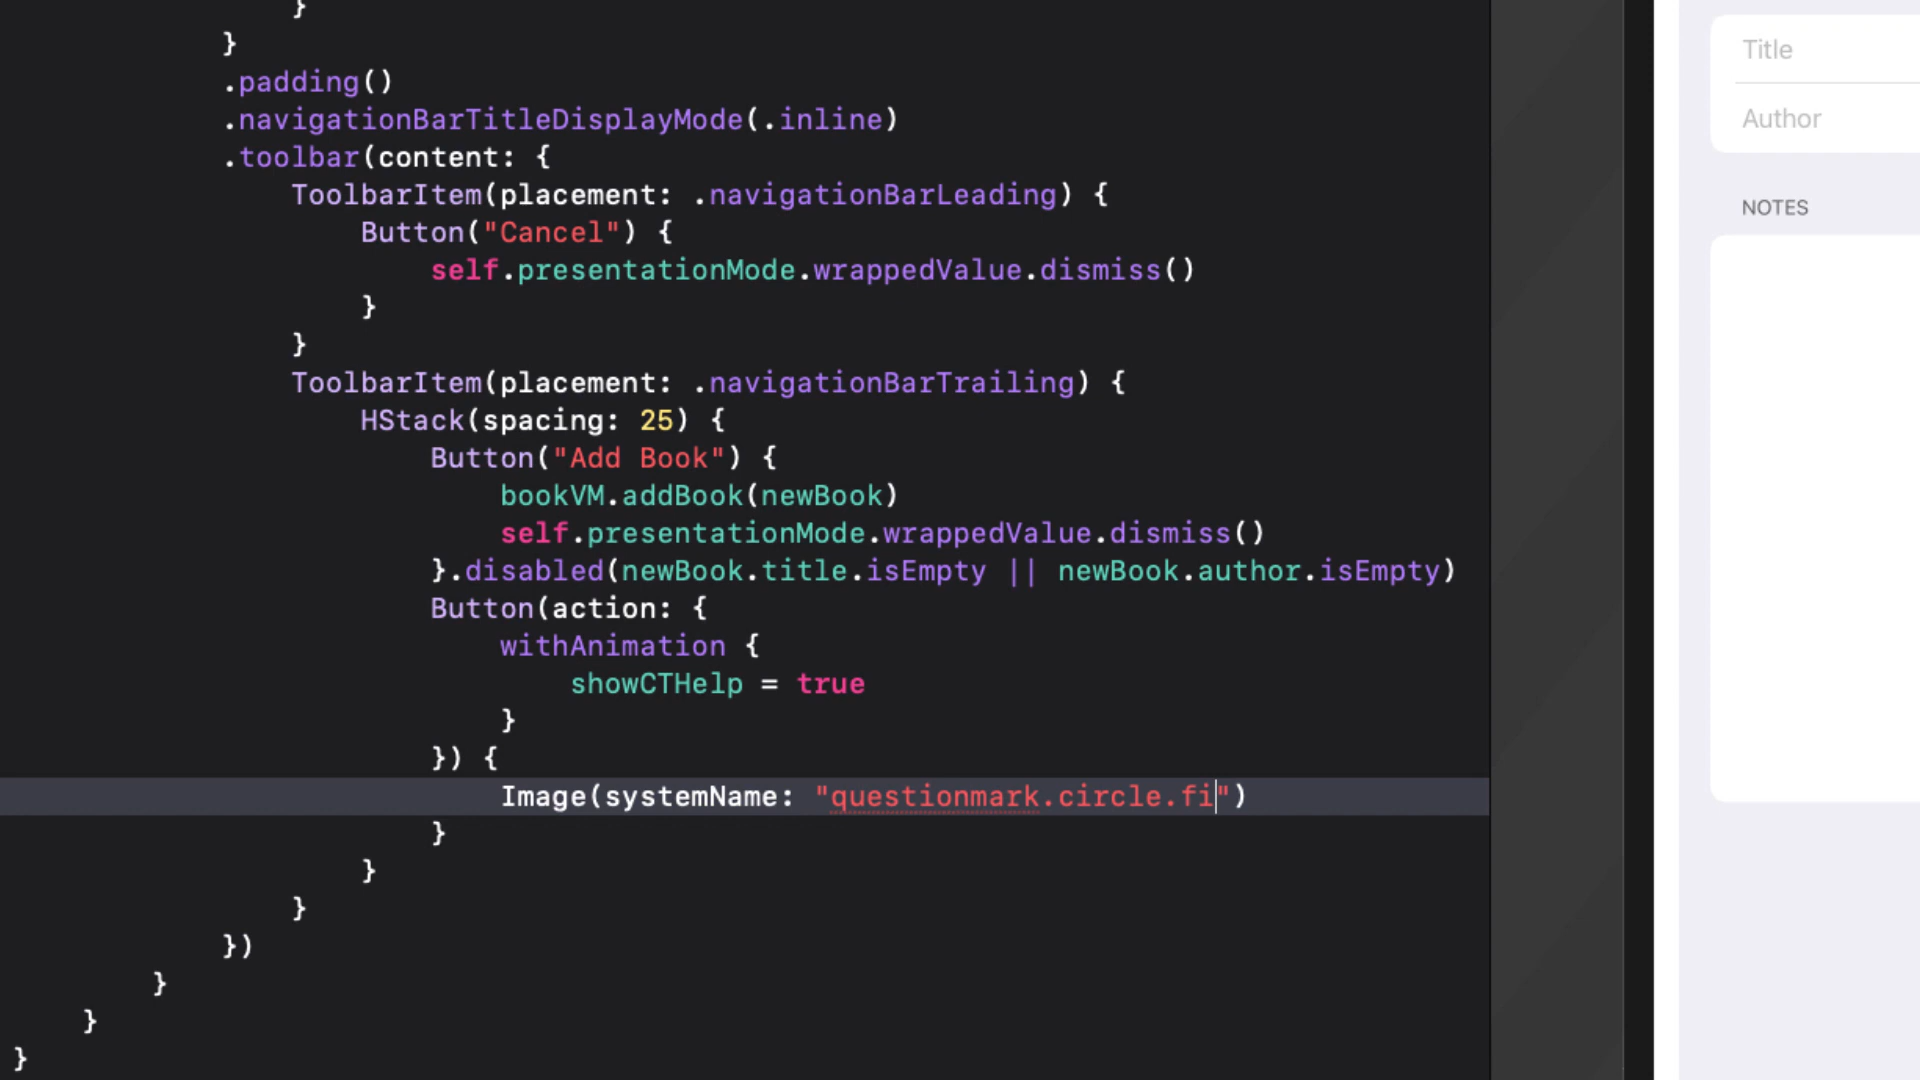 }
}
.padding()
.navigationBarTitleDisplayMode(.inline)
.toolbar(content: {
ToolbarItem(placement: .navigationBarLeading) {
Button("Cancel") {
self.presentationMode.wrappedValue.dismiss()
}
}
ToolbarItem(placement: .navigationBarTrailing) {
HStack(spacing: 25) {
Button("Add Book") {
bookVM.addBook(newBook)
self.presentationMode.wrappedValue.dismiss()
}.disabled(newBook.title.isEmpty || newBook.author.isEmpty)
Button(action: {
withAnimation {
showCTHelp = true
}
}) {
Image(systemName: "questionmark.circle.fi")
}
}
}
})
}
}
}
Title
Author
NOTES